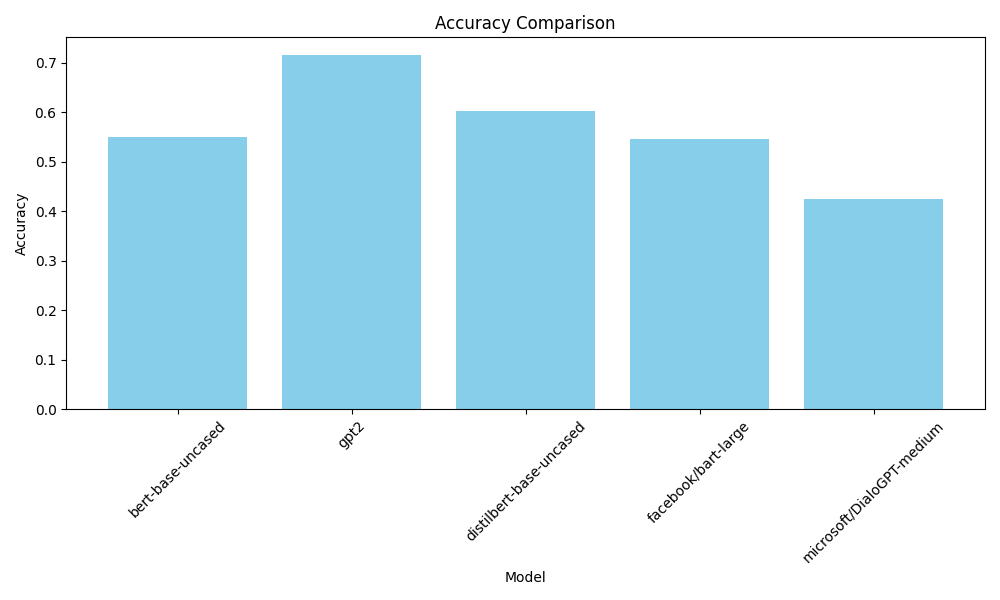 Accuracy Comparison
Accuracy
0.7
0.6
0.5
0.4
0.3
0.2
0.1
0.0
bert-base-uncased
gpt2
distilbert-base-uncased
facebook/bart-large
microsoft/DialoGPT-medium
Model